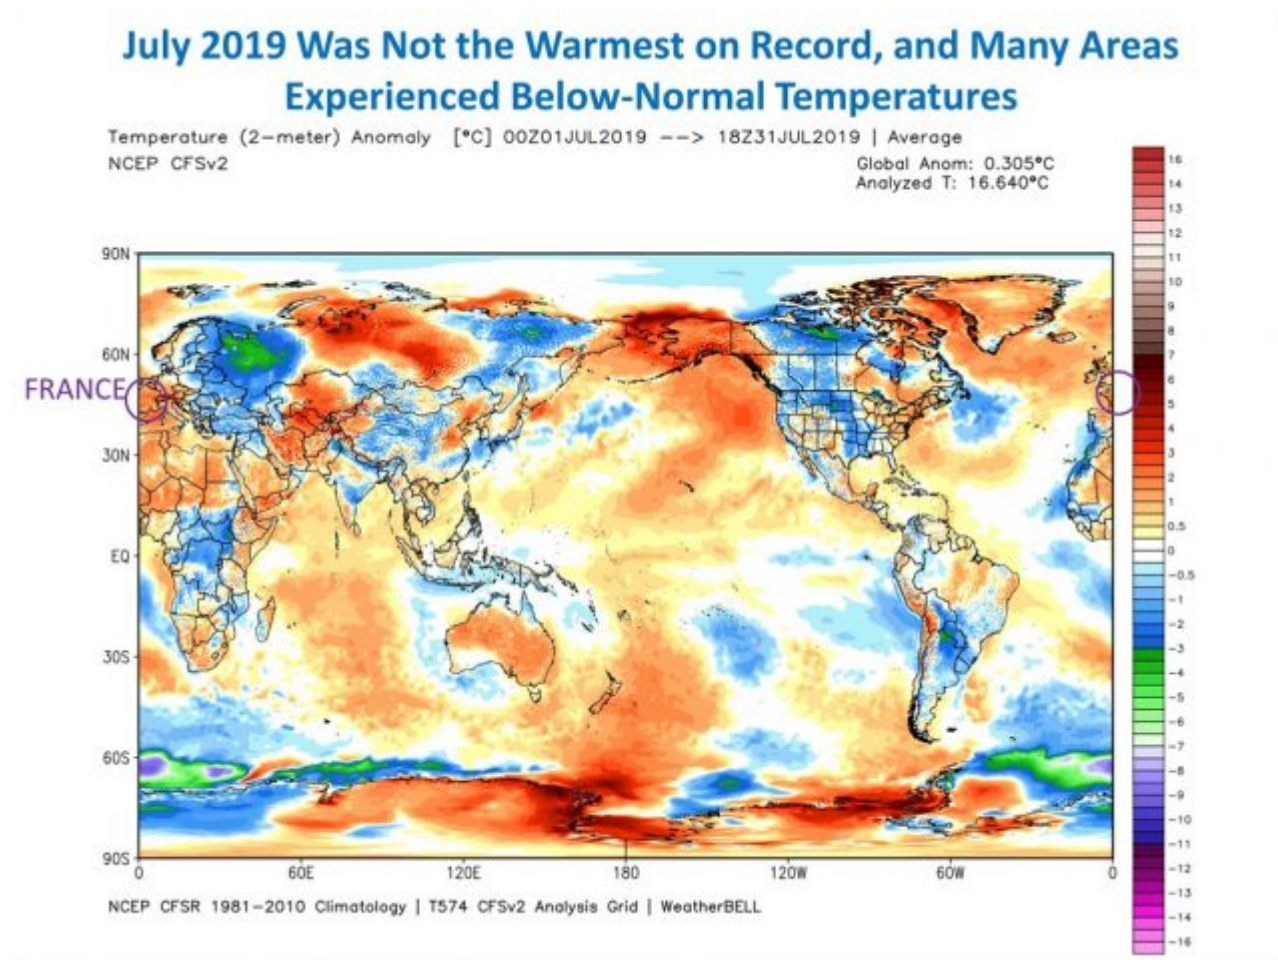 July 2019 Was Not the Warmest on Record, and Many Areas
Experienced Below-Normal Temperatures
Temperature (2-meter) Anomaly [°C] 00Z01JUL2019 --> 18Z31JUL2019 | Average
NCEP CFSv2
Global Anom: 0.305°C
Analyzed T: 16.640°C
90N
60N
FRANCE
30N
EQ
30S
60S
90S
0
60E
120E
180
120W
60W
0
16
14
13
12
11
10
9
8
7
6
5
4
3
2
1
0.5
0
-0.5
-1
-2
-3
-4
-5
-6
-7
-8
-9
-10
-11
-12
-13
-14
-16
NCEP CFSR 1981-2010 Climatology | T574 CFSv2 Analysis Grid | WeatherBELL